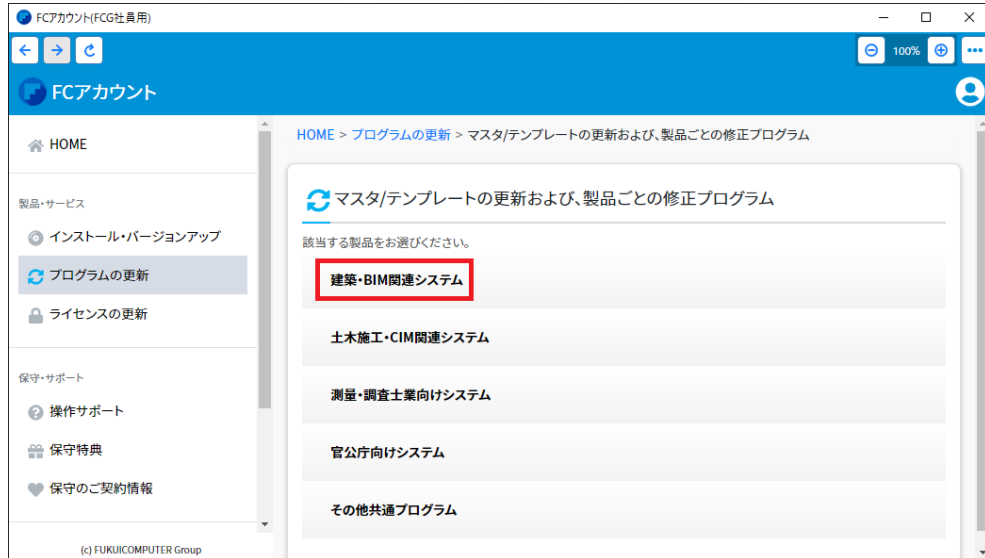 FCアカウント(FCG社員用)
100%
FCアカウント
HOME
製品・サービス
インストール・バージョンアップ
プログラムの更新
ライセンスの更新
保守・サポート
操作サポート
保守特典
保守のご契約情報
(c) FUKUICOMPUTER Group
HOME > プログラムの更新 > マスタ/テンプレートの更新および、製品ごとの修正プログラム
マスタ/テンプレートの更新および、製品ごとの修正プログラム
該当する製品をお選びください。
建築・BIM関連システム
土木施工・CIM関連システム
測量・調査士業向けシステム
官公庁向けシステム
その他共通プログラム